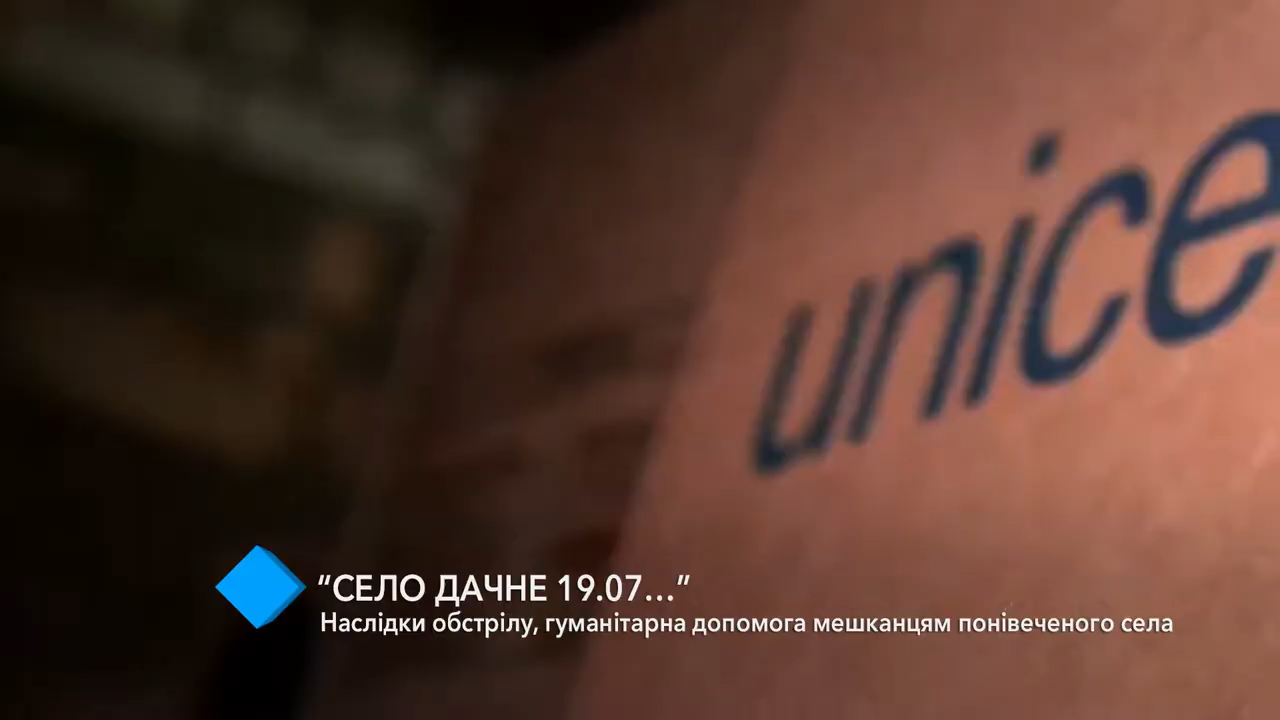 unice
“СЕЛО ДАЧНЕ 19.07...”
Наслідки обстрілу, гуманітарна допомога мешканцям понівеченого села